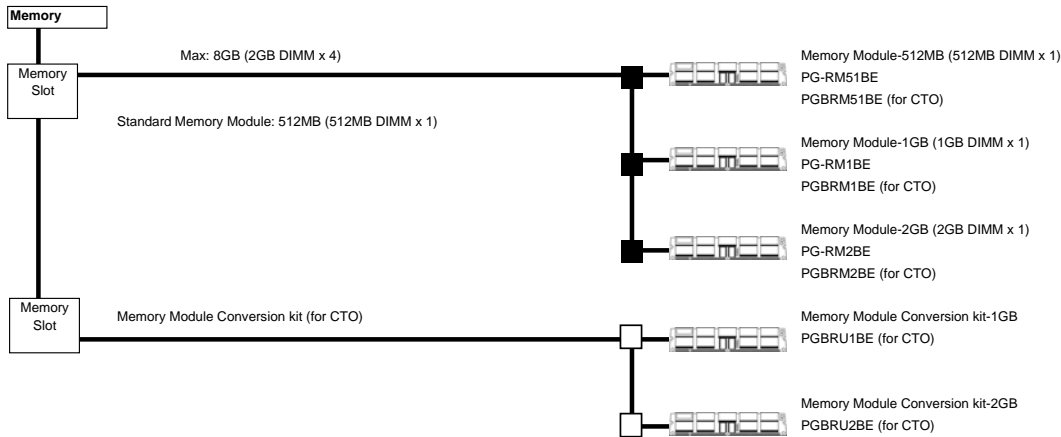 Memory
Max: 8GB (2GB DIMM x 4)
Memory
Slot
Standard Memory Module: 512MB (512MB DIMM x 1)
Memory Module-512MB (512MB DIMM x 1)
PG-RM51BE
PGBRM51BE (for CTO)
Memory Module-1GB (1GB DIMM x 1)
PG-RM1BE
PGBRM1BE (for CTO)
Memory Module-2GB (2GB DIMM x 1)
PG-RM2BE
PGBRM2BE (for CTO)
Memory
Slot
Memory Module Conversion kit (for CTO)
Memory Module Conversion kit-1GB
PGBRU1BE (for CTO)
Memory Module Conversion kit-2GB
PGBRU2BE (for CTO)